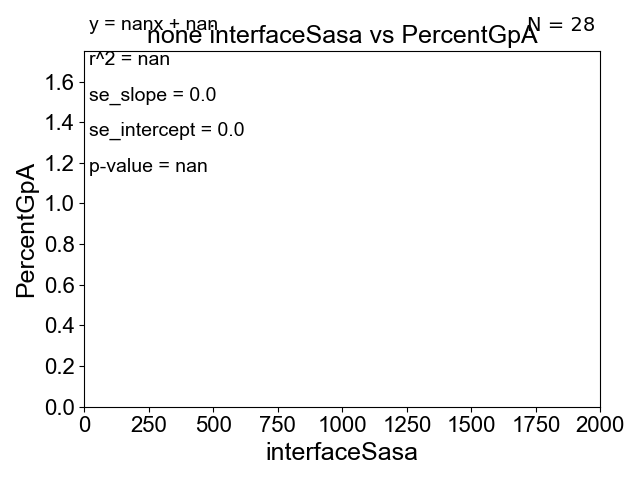 y = nanx + nan
N = 28
none interfaceSasa vs PercentGpA
r^2 = nan
se_slope = 0.0
se_intercept = 0.0
p-value = nan
PercentGpA
1.6
1.4
1.2
1.0
0.8
0.6
0.4
0.2
0.0
0 250 500 750 1000 1250 1500 1750 2000
interfaceSasa